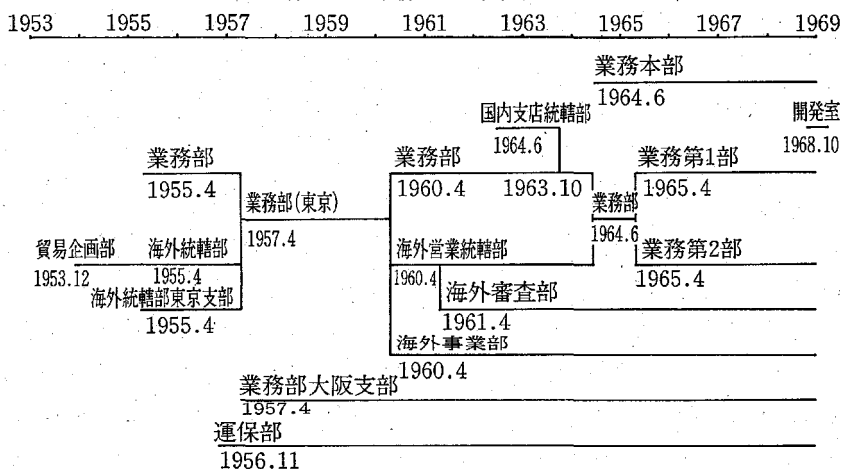 1953 1955 1957 1959 1961 1963 1965 1967 1969
業務本部
1964.6
国内支店統轄部
1964.6
開発室
1968.10
業務部
1955.4
業務部
1960.4
1963.10
業務第1部
1965.4
業務部(東京)
1957.4
業務部
1964.6
貿易企画部
1953.12
海外統轄部
1955.4
海外営業統轄部
1960.4
業務第2部
1965.4
海外統轄部東京支部
1955.4
海外審査部
1961.4
海外事業部
1960.4
業務部大阪支部
1957.4
運保部
1956.11